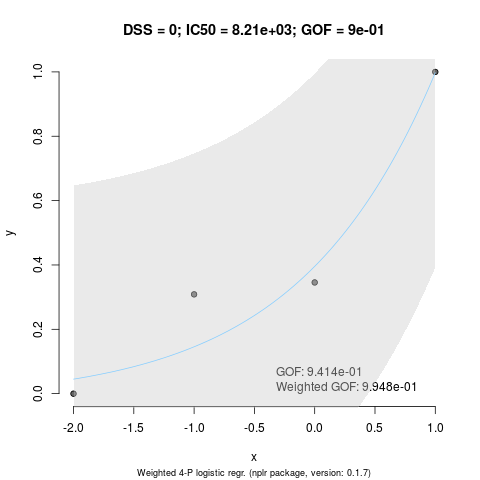 DSS = 0; IC50 = 8.21e+03; GOF = 9e-01
1.0
0.8
0.6
0.4
0.2
0.0
y
GOF: 9.414e-01
Weighted GOF: 9.948e-01
-2.0 -1.5 -1.0 -0.5 0.0 0.5 1.0
x
Weighted 4-P logistic regr. (nplr package, version: 0.1.7)